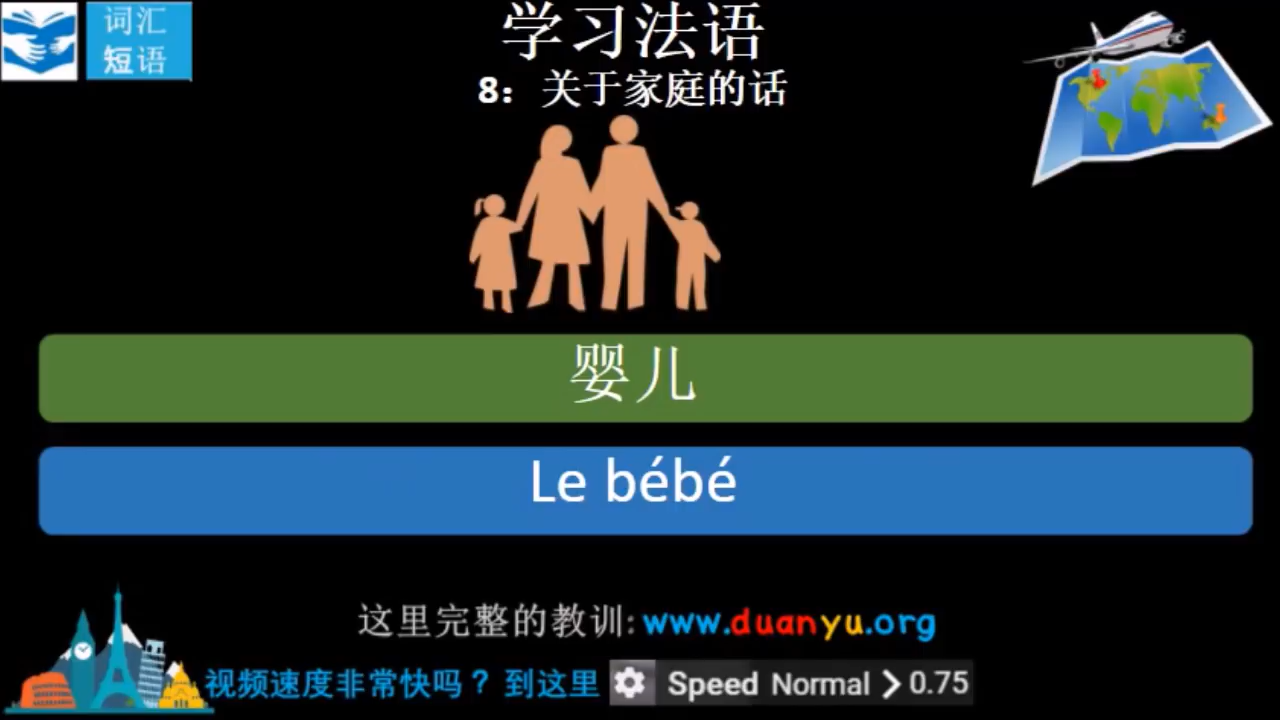 词汇
短语
学习法语
8：关于家庭的话
婴儿
Le bébé
这里完整的教训: www.duanyu.org
视频速度非常快吗？ 到这里 Speed Normal > 0.75